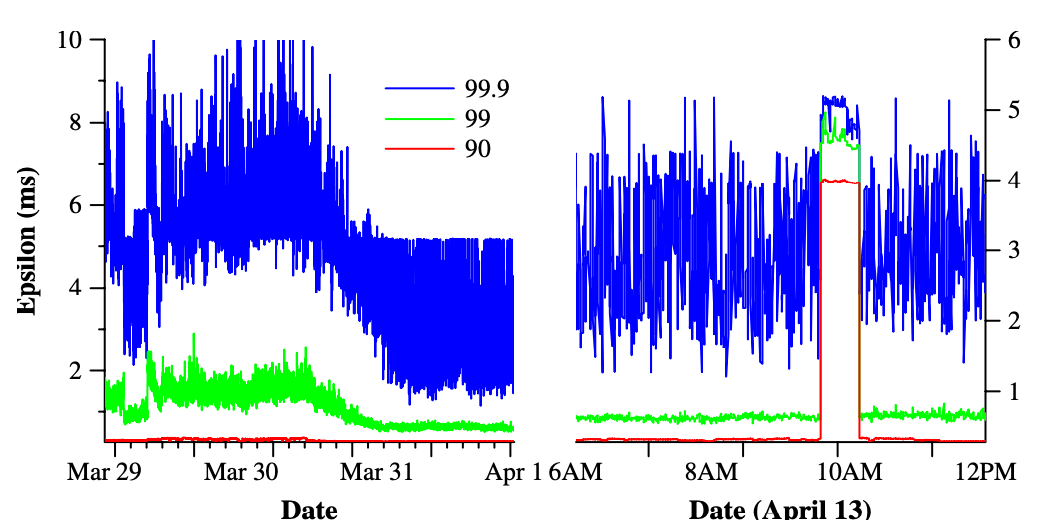 10
8
6
4
2
Epsilon (ms)
99.9
99
90
Mar 29
Mar 30
Mar 31
Apr 1
Date
6
5
4
3
2
1
6AM
8AM
10AM
12PM
Date (April 13)